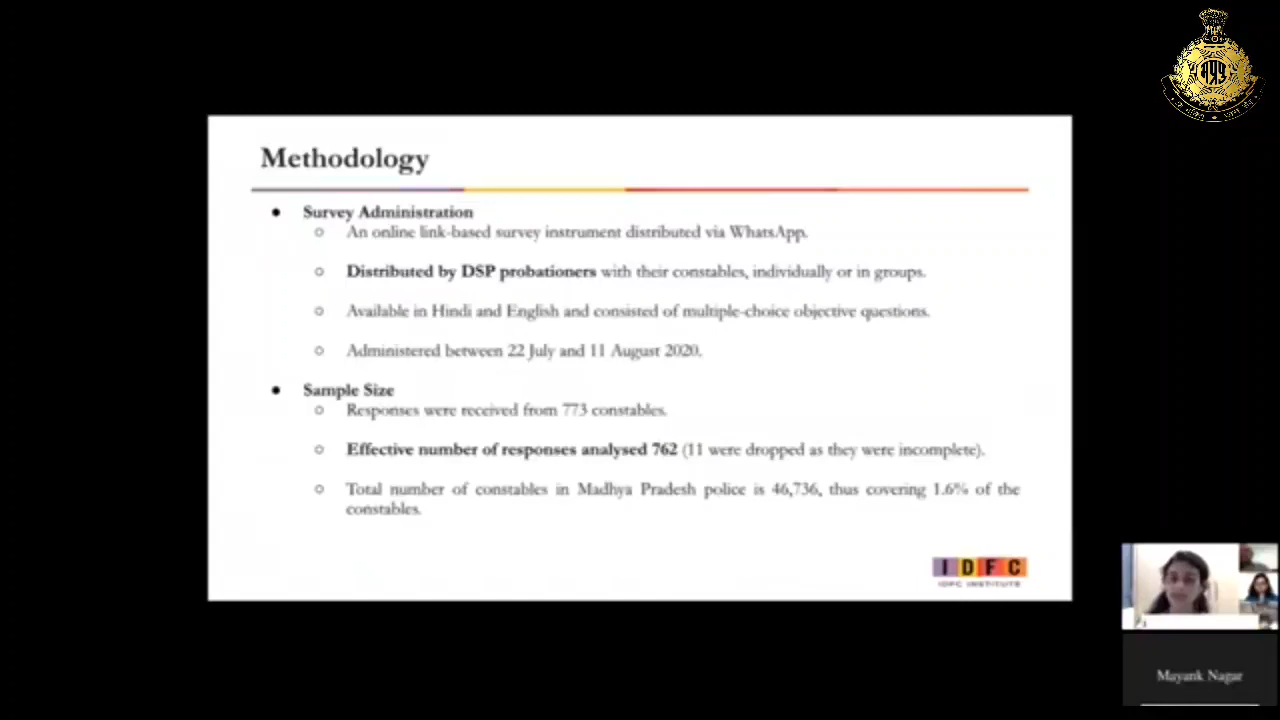 Methodology
● Survey Administration
○ An online link-based survey instrument distributed via WhatsApp.
○ Distributed by DSP probationers with their constables, individually or in groups.
○ Available in Hindi and English and consisted of multiple-choice objective questions.
○ Administered between 22 July and 11 August 2020.
● Sample Size
○ Responses were received from 773 constables.
○ Effective number of responses analysed 762 (11 were dropped as they were incomplete).
○ Total number of constables in Madhya Pradesh police is 46,736, thus covering 1.6% of the
constables.
IDFC
IDFC INSTITUTE
Mayank Nagar